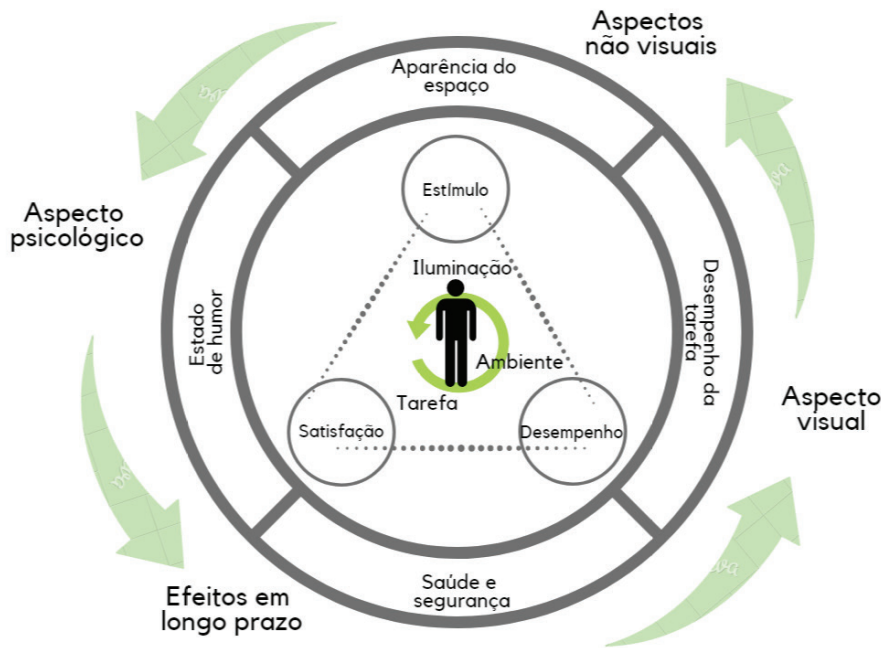 Aspectos
não visuais
Aparência do
espaço
Estímulo
Aspecto
psicológico
Iluminação
Estado
de humor
Desempenho da
tarefa
Ambiente
Tarefa
Satisfação
Desempenho
Aspecto
visual
Saúde e
segurança
Efeitos em
longo prazo